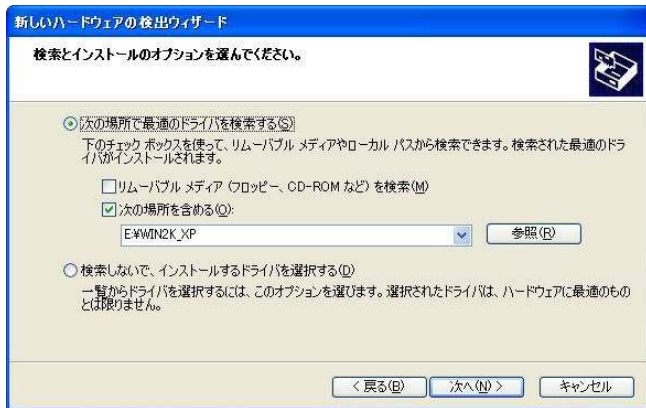 新しいハードウェアの検出ウィザード
検索とインストールのオプションを選んでください。
次の場所で最適のドライバを検索する(S)
下のチェック ボックスを使って、リムーバブル メディアやローカル パスから検索できます。検索された最適のドラ
イバがインストールされます。
リムーバブル メディア (フロッピー、CD-ROM など) を検索(M)
次の場所を含める(O):
E:¥WIN2K_XP
参照(R)
検索しないで、インストールするドライバを選択する(D)
一覧からドライバを選択するには、このオプションを選びます。選択されたドライバは、ハードウェアに最適のもの
とは限りません。
< 戻る(B)
次へ(N) >
キャンセル